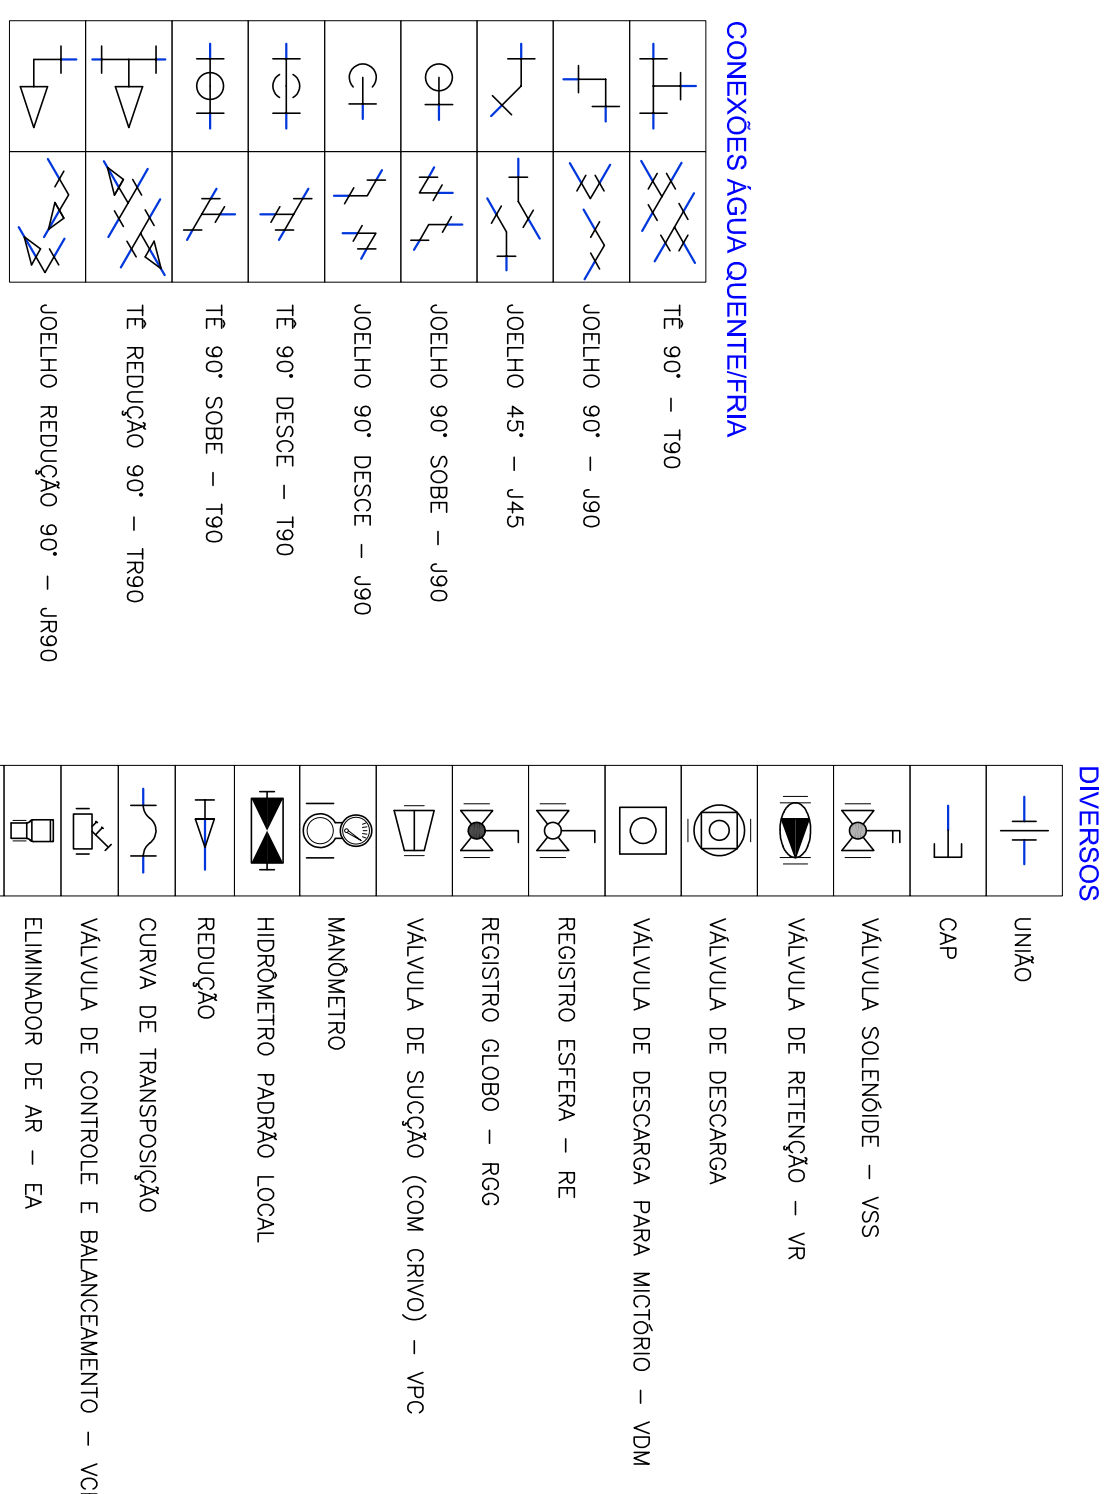 CONEXÕES ÁGUA QUENTE/FRIA
TÊ 90° – T90
JOELHO 90° – J90
JOELHO 45° – J45
JOELHO 90° SOBE – J90
JOELHO 90° DESCE – J90
TÊ 90° DESCE – T90
TÊ 90° SOBE – T90
TÊ REDUÇÃO 90° – TR90
JOELHO REDUÇÃO 90° – JR90
DIVERSOS
UNIÃO
CAP
VÁLVULA SOLENÓIDE – VSS
VÁLVULA DE RETENÇÃO – VR
VÁLVULA DE DESCARGA
VÁLVULA DE DESCARGA PARA MICTÓRIO – VDM
REGISTRO ESFERA – RE
REGISTRO GLOBO – RGG
VÁLVULA DE SUCÇÃO (COM CRIVO) – VPC
MANÔMETRO
HIDRÔMETRO PADRÃO LOCAL
REDUÇÃO
CURVA DE TRANSPOSIÇÃO
VÁLVULA DE CONTROLE E BALANCEAMENTO –
ELIMINADOR DE AR – EA